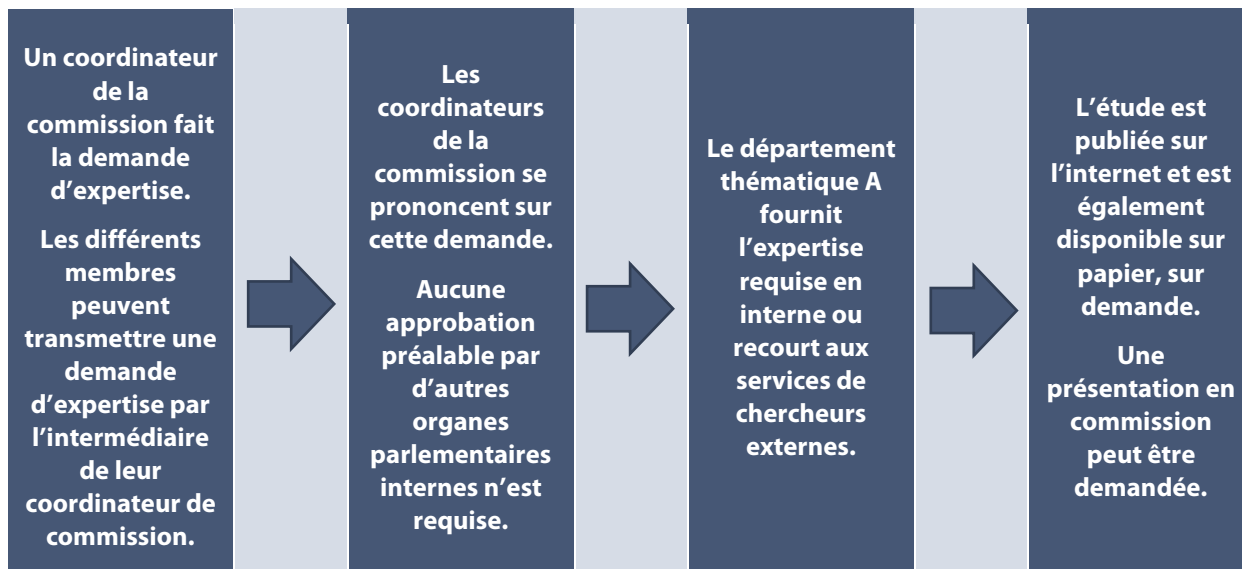 Un coordinateur
de la
commission fait
la demande
d’expertise.
Les différents
membres
peuvent
transmettre une
demande
d’expertise par
l’intermédiaire
de leur
coordinateur de
commission.
Les
coordinateurs
de la
commission se
prononcent sur
cette demande.
Aucune
approbation
préalable par
d’autres
organes
parlementaires
internes n’est
requise.
Le département
thématique A
fournit
l’expertise
requise en
interne ou
recourt aux
services de
chercheurs
externes.
L’étude est
publiée sur
l’internet et est
également
disponible sur
papier, sur
demande.
Une
présentation en
commission
peut être
demandée.